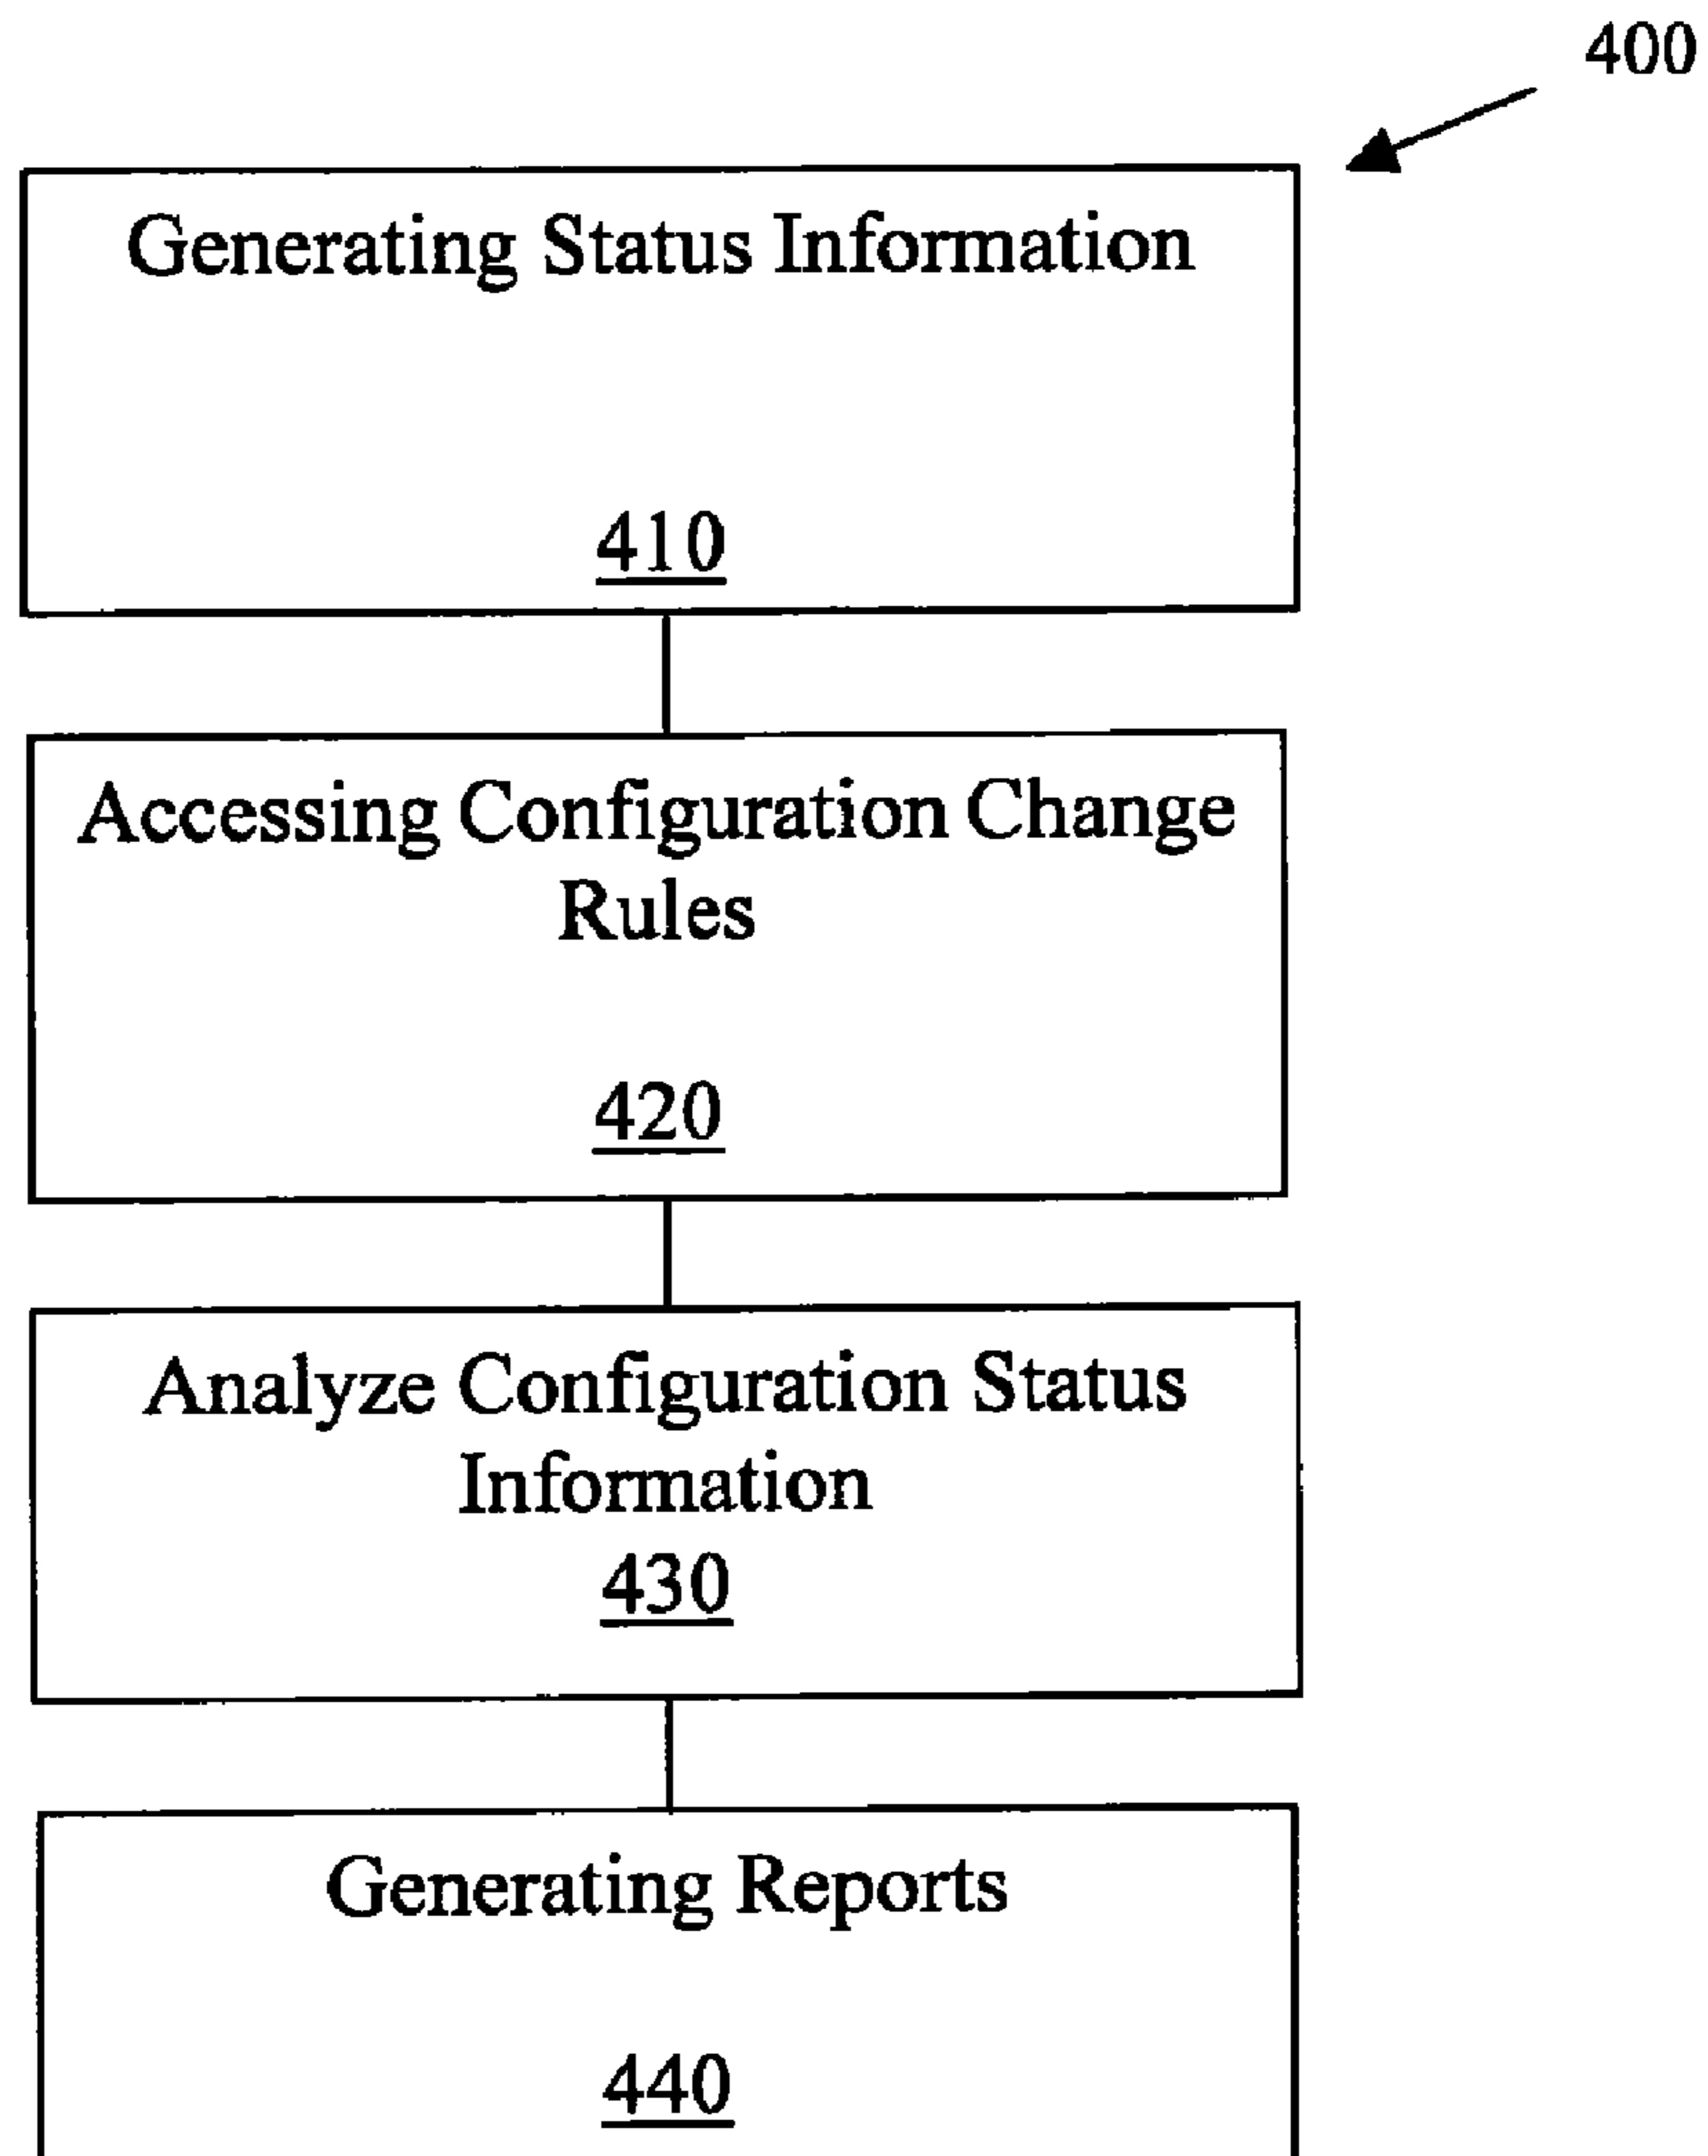 400
Generating Status Information
410
Accessing Configuration Change
Rules
420
Analyze Configuration Status
Information
430
Generating Reports
440